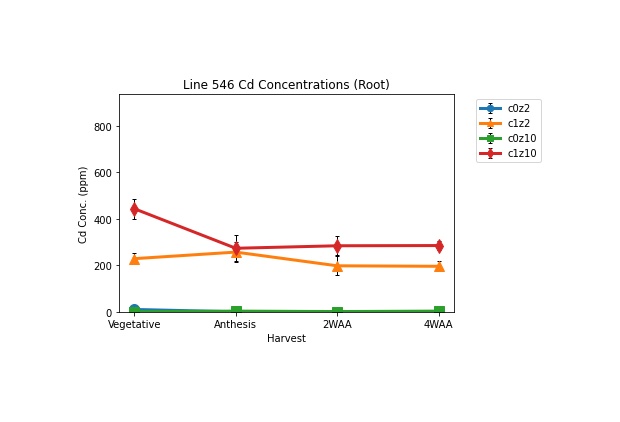 Line 546 Cd Concentrations (Root)
c0z2
c1z2
c0z10
c1z10
800
600
400
200
0
Cd Conc. (ppm)
Vegetative Anthesis 2WAA 4WAA
Harvest